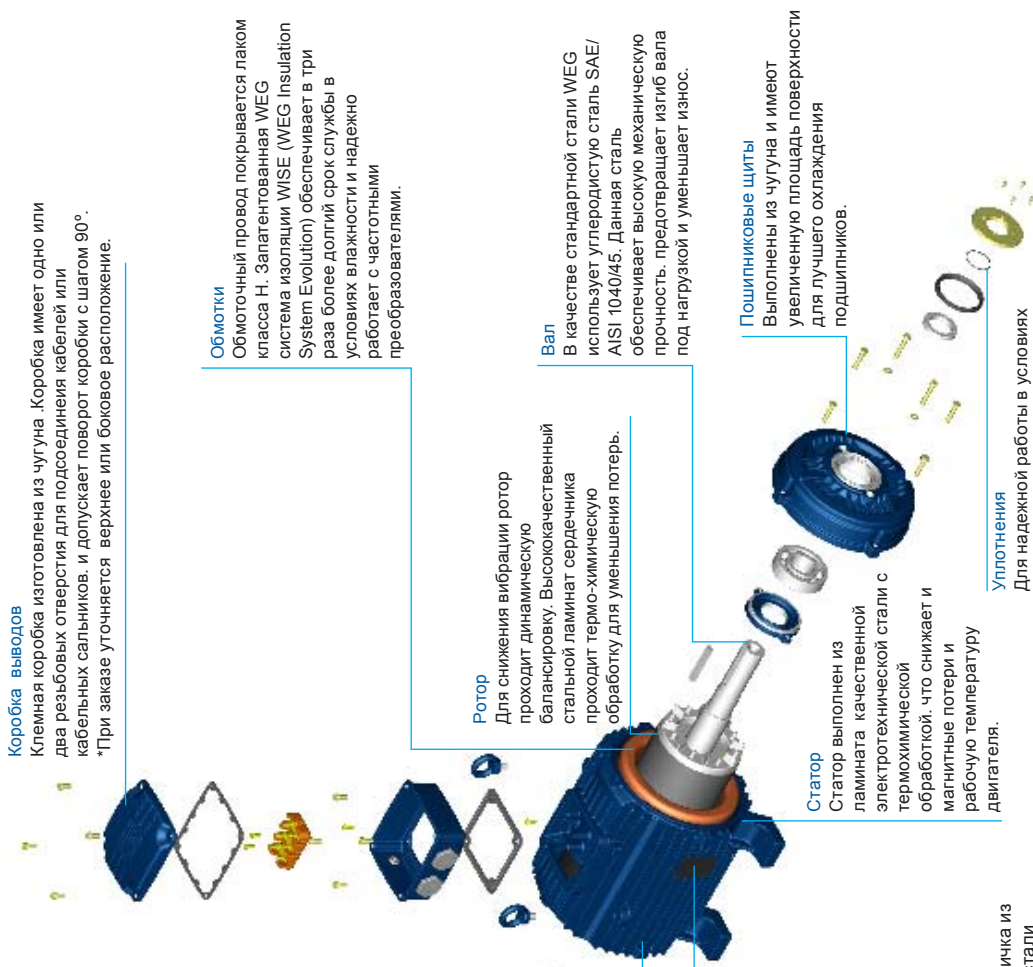 Коробка выводов
Клемная коробка изготовлена из чугуна .Коробка имеет одно или
два резьбовых отверстия для подсоединеия кабелей или
кабельных сальников. и допускает поворот коробки с шагом 90°.
*При заказе уточняется верхнее или боковое расположение.
Обмотки
Обмоточный провод покрывается лаком
класса H. Запатентованная WEG
система изоляции WISE (WEG Insulation
System Evolution) обеспечивает в три
раза более долгий срок службы в
условиях влажности и надежно
работает с частотными
преобразователями.
Ротор
Для снижения вибрации ротор
проходит динамическую
балансировку. Высококачественный
стальной ламинат сердечника
проходит термо-химическую
обработку для уменьшения потерь.
Вал
В качестве стандартной стали WEG
использует углеродистую сталь SAE/
AISI 1040/45. Данная сталь
обеспечивает высокую механическую
прочность. предотвращает изгиб вала
под нагрузкой и уменьшает износ.
Пошипниковые щиты
Выполнены из чугуна и имеют
увеличенную площадь поверхности
для лучшего охлаждения
подшипников.
Статор
Статор выполнен из
ламината качественной
электротехнической стали с
термохимической
обработкой. что снижает и
магнитные потери и
рабочую температуру
двигателя.
Уплотнения
Для надежной работы в условиях
ичка из
стали